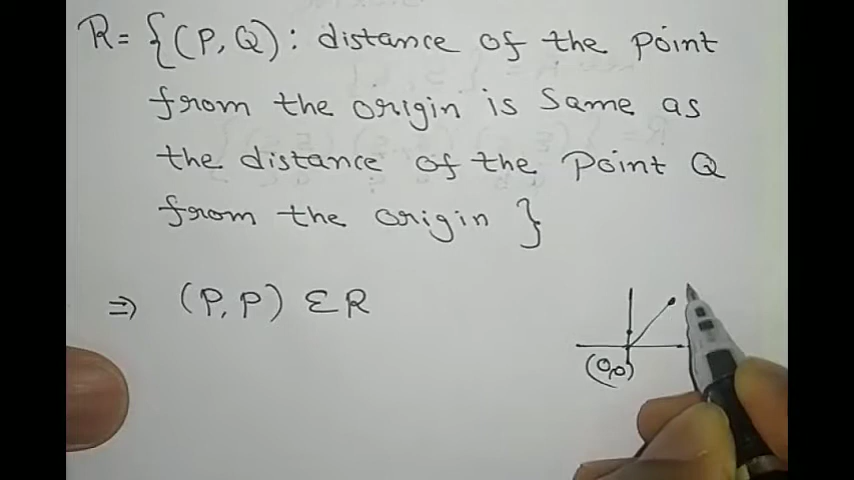 R = {(P, Q) : distance of the point
from the origin is same as
the distance of the point Q
from the origin }
⇒ (P, P) ∈ R
(0,0)